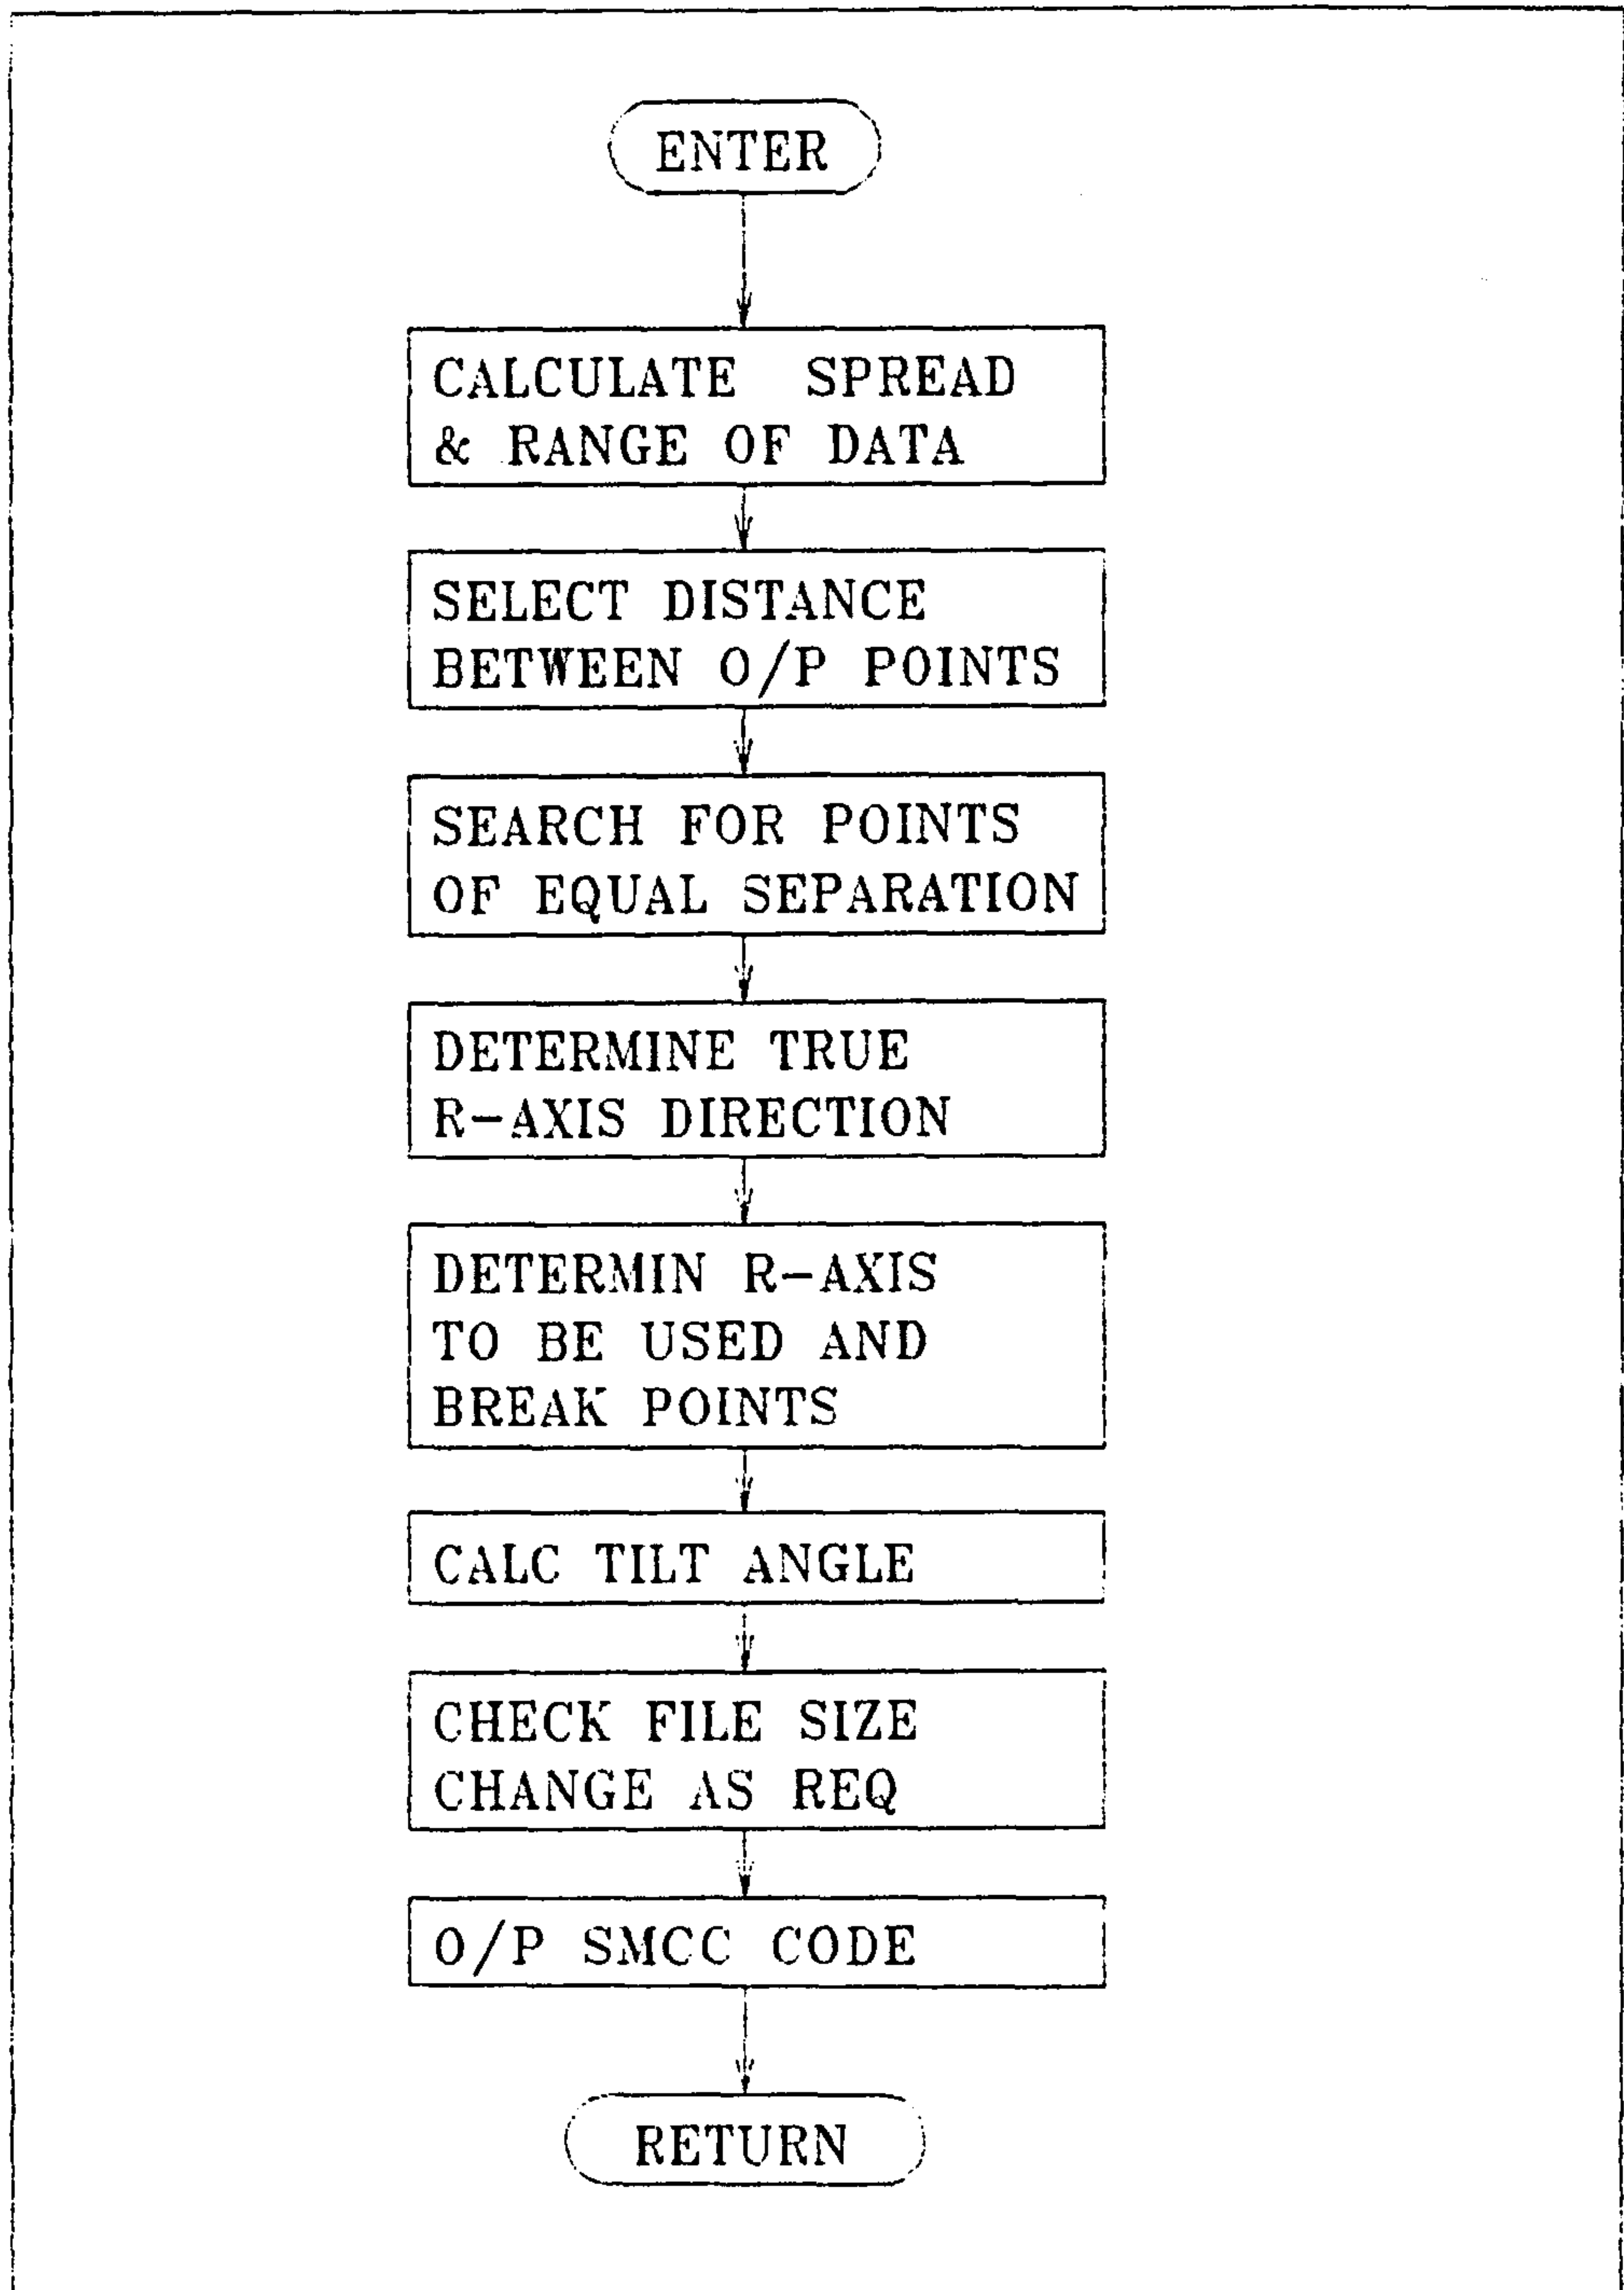 ENTER
CALCULATE SPREAD
& RANGE OF DATA
SELECT DISTANCE
BETWEEN O/P POINTS
SEARCH FOR POINTS
OF EQUAL SEPARATION
DETERMINE TRUE
R-AXIS DIRECTION
DETERMIN R-AXIS
TO BE USED AND
BREAK POINTS
CALC TILT ANGLE
CHECK FILE SIZE
CHANGE AS REQ
O/P SMCC CODE
RETURN